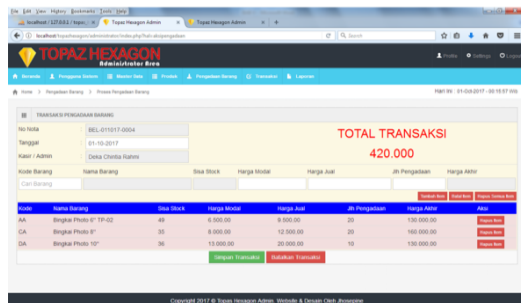 File Edit View History Bookmarks Tools Help
Topaz Hexagon Admin
Topaz Hexagon Admin
localhost/topazhexagon/administrator/index.php?hal=aksipengadaan
Search
TOPAZ HEXAGON
Administrator Area
Profile Settings Logout
Beranda Pengguna Sistem Master Data Produk Pengadaan Barang Transaksi Laporan
Home > Pengadaan Barang > Proses Pengadaan Barang
TRANSAKSI PENGADAAN BARANG
No Nota : BEL-011017-0004
Tanggal : 01-10-2017
Kasir / Admin : Deka Chintia Rahmi
TOTAL TRANSAKSI
420.000
Kode Barang Nama Barang Sisa Stock Harga Modal Harga Jual Jlh Pengadaan Harga Akhir
Cari Barang
Tambah Item Batal Item Hapus Semua Item
Kode Nama Barang Sisa Stock Harga Modal Harga Jual Jlh Pengadaan Harga Akhir Aksi
AA Bingkai Photo 6" TP-02 48 6.500,00 9.500,00 20 130.000,00 Hapus Item
CA Bingkai Photo 8" 35 8.000,00 12.500,00 20 160.000,00 Hapus Item
DA Bingkai Photo 10" 36 13.000,00 20.000,00 10 130.000,00 Hapus Item
Simpan Transaksi Batalkan Transaksi
Copyright 2017 © Topaz Hexagon Admin. Website & Desain Oleh Jhosepine